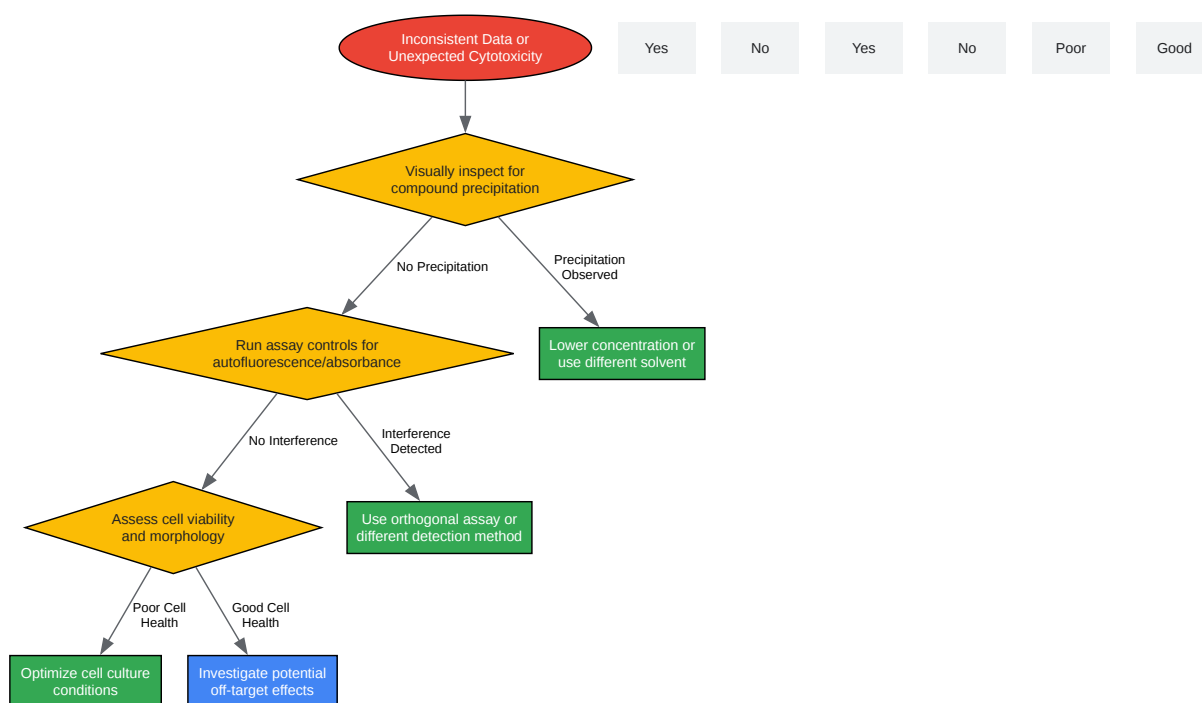 Inconsistent Data or
Unexpected Cytotoxicity
Yes
No
Yes
No
Poor
Good
Visually inspect for
compound precipitation
No Precipitation
Precipitation
Observed
Run assay controls for
autofluorescence/absorbance
Lower concentration or
use different solvent
No Interference
Interference
Detected
Assess cell viability
and morphology
Use orthogonal assay or
different detection method
Poor Cell
Health
Good Cell
Health
Optimize cell culture
conditions
Investigate potential
off-target effects